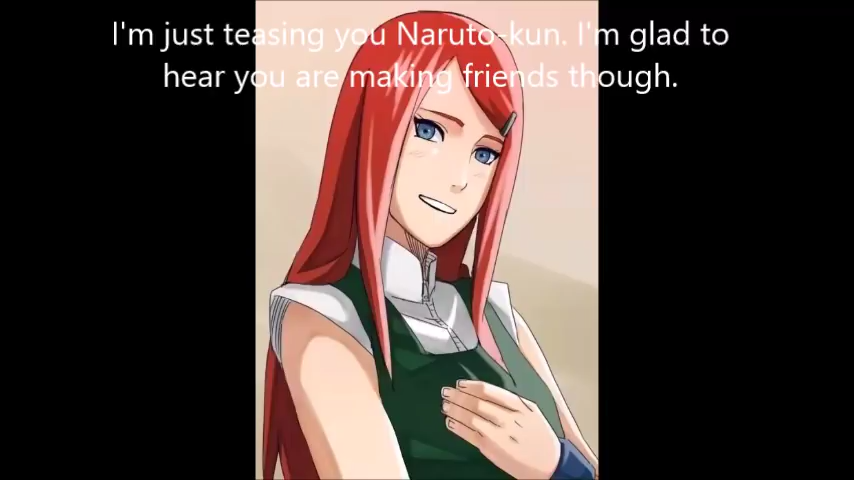 I'm just teasing you Naruto-kun. I'm glad to
hear you are making friends though.